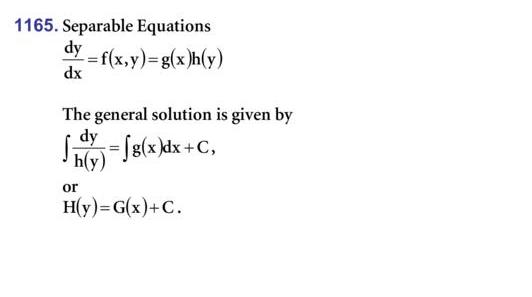 1165. Separable Equations
dy/dx = f(x,y) = g(x)h(y)
The general solution is given by
∫ dy/h(y) = ∫ g(x)dx + C,
or
H(y) = G(x) + C.